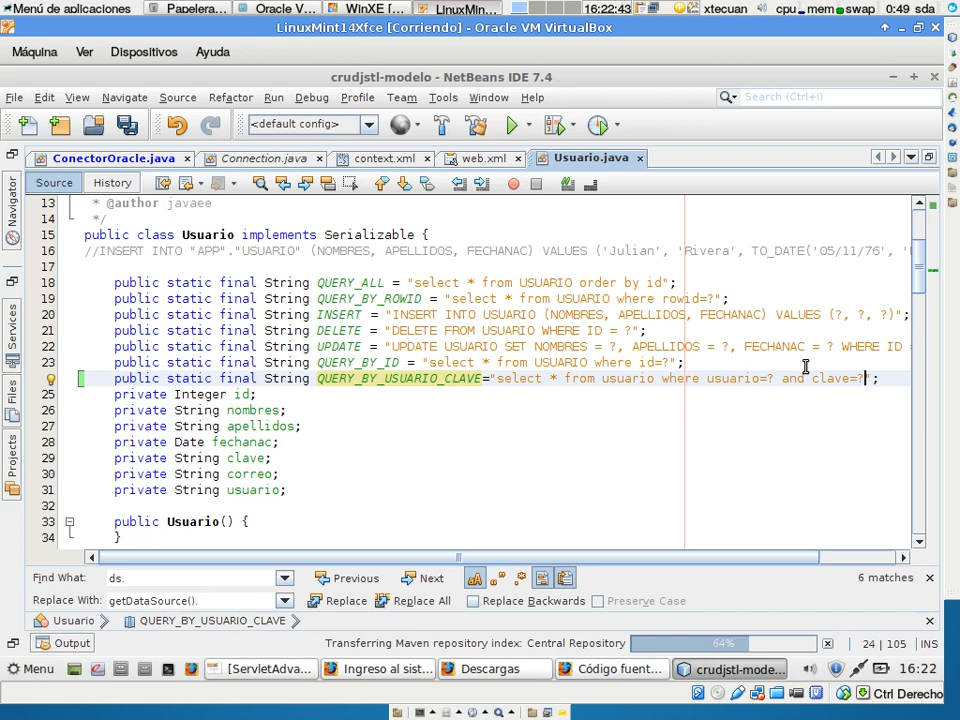 Menú de aplicaciones Papelera... Oracle V... WinXE [... LinuxMin... 16:22:43 xtecuan cpu mem swap 0:49 sda
LinuxMint14Xfce [Corriendo] - Oracle VM VirtualBox
Máquina Ver Dispositivos Ayuda
crudjstl-modelo - NetBeans IDE 7.4
File Edit View Navigate Source Refactor Run Debug Profile Team Tools Window Help Search (Ctrl+I)
<default config>
ConectorOracle.java Connection.java context.xml web.xml Usuario.java
Source History
Navigator
Services
Files
Projects
13 * @author javaee
14 */
15 public class Usuario implements Serializable {
16 //INSERT INTO "APP"."USUARIO" (NOMBRES, APELLIDOS, FECHANAC) VALUES ('Julian', 'Rivera', TO_DATE('05/11/76', '
17
18 public static final String QUERY_ALL = "select * from USUARIO order by id";
19 public static final String QUERY_BY_ROWID = "select * from USUARIO where rowid=?";
20 public static final String INSERT = "INSERT INTO USUARIO (NOMBRES, APELLIDOS, FECHANAC) VALUES (?, ?, ?)";
21 public static final String DELETE = "DELETE FROM USUARIO WHERE ID = ?";
22 public static final String UPDATE = "UPDATE USUARIO SET NOMBRES = ?, APELLIDOS = ?, FECHANAC = ? WHERE ID =
23 public static final String QUERY_BY_ID = "select * from USUARIO where id=?";
public static final String QUERY_BY_USUARIO_CLAVE="select * from usuario where usuario=? and clave=?";
25 private Integer id;
26 private String nombres;
27 private String apellidos;
28 private Date fechanac;
29 private String clave;
30 private String correo;
31 private String usuario;
32
33 public Usuario() {
34 }
Find What: ds. Previous Next 6 matches
Replace With: getDataSource(). Replace Replace All Replace Backwards Preserve Case
Usuario QUERY_BY_USUARIO_CLAVE
Output Transferring Maven repository index: Central Repository 64% 24 | 105 INS
Menu [ServletAdva... Ingreso al sist... Descargas Código fuent... crudjstl-mode... 16:22
Ctrl Derecho